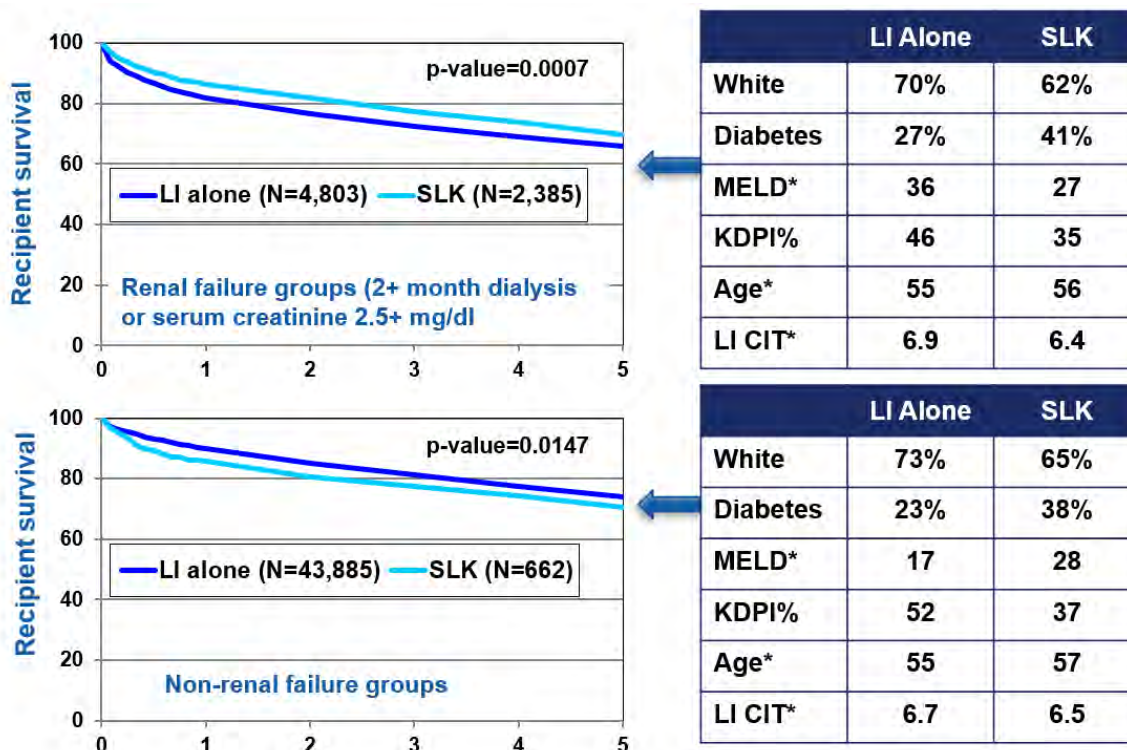 Recipient survival
100
80
60
40
20
0
p-value=0.0007
LI alone (N=4,803) SLK (N=2,385)
Renal failure groups (2+ month dialysis
or serum creatinine 2.5+ mg/dl
0 1 2 3 4 5
LI Alone SLK
White 70% 62%
Diabetes 27% 41%
MELD* 36 27
KDPI% 46 35
Age* 55 56
LI CIT* 6.9 6.4
Recipient survival
100
80
60
40
20
0
p-value=0.0147
LI alone (N=43,885) SLK (N=662)
Non-renal failure groups
0 1 2 3 4 5
LI Alone SLK
White 73% 65%
Diabetes 23% 38%
MELD* 17 28
KDPI% 52 37
Age* 55 57
LI CIT* 6.7 6.5